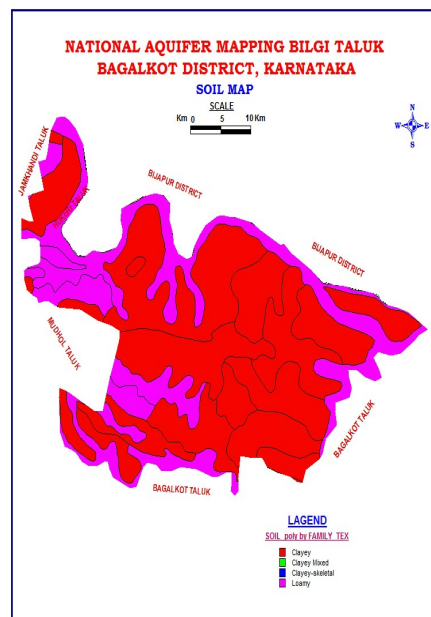 NATIONAL AQUIFER MAPPING BILGI TALUK
BAGALKOT DISTRICT, KARNATAKA
SOIL MAP
SCALE
Km 0 5 10 Km
N
W E
S
JAMKHANDI TALUK
BIJAPUR DISTRICT
BIJAPUR DISTRICT
MUDHOL TALUK
BAGALKOT TALUK
BAGALKOT TALUK
LEGEND
SOIL_poly by FAMILY_TEX
Clayey
Clayey Mixed
Clayey-skeletal
Loamy